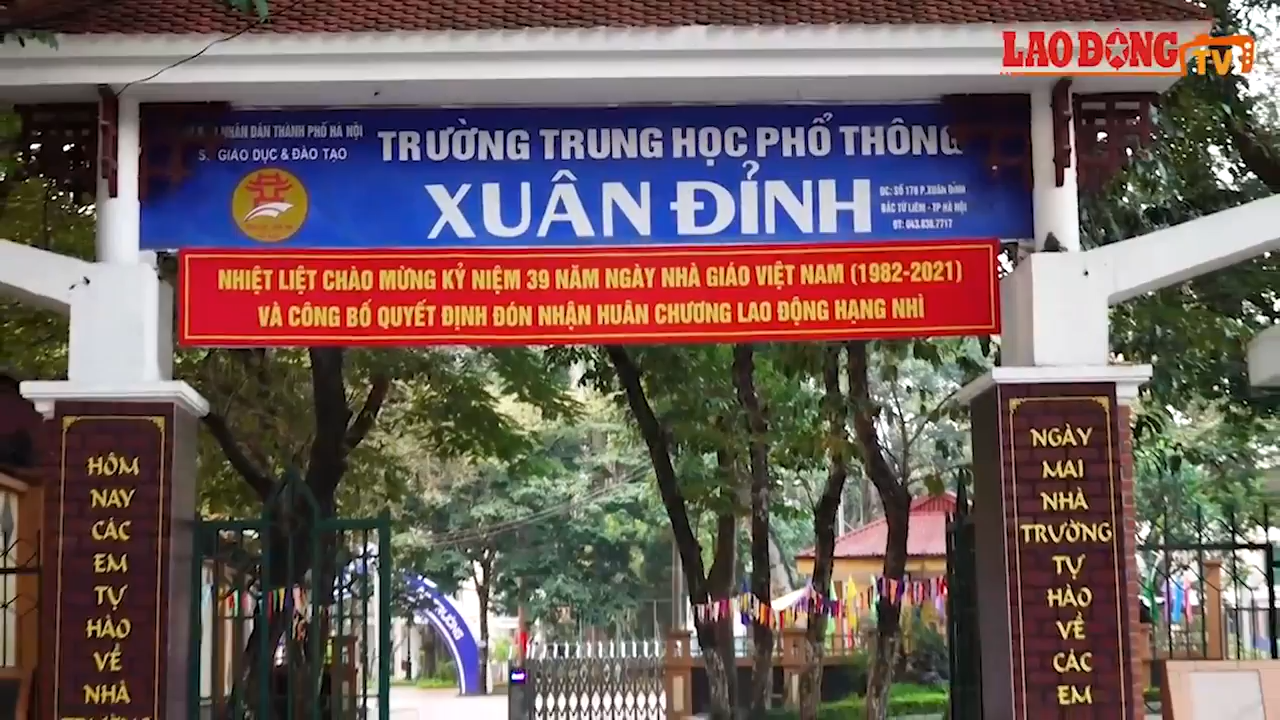 LAO ĐỘNG TV
NHÂN DÂN THÀNH PHỐ HÀ NỘI
GIÁO DỤC & ĐÀO TẠO
TRƯỜNG TRUNG HỌC PHỔ THÔNG
XUÂN ĐỈNH
ĐC: SỐ 178 P.XUÂN ĐỈNH
BẮC TỪ LIÊM - TP HÀ NỘI
ĐT: 043.838.7717
NHIỆT LIỆT CHÀO MỪNG KỶ NIỆM 39 NĂM NGÀY NHÀ GIÁO VIỆT NAM (1982-2021)
VÀ CÔNG BỐ QUYẾT ĐỊNH ĐÓN NHẬN HUÂN CHƯƠNG LAO ĐỘNG HẠNG NHÌ
HÔM
NAY
CÁC
EM
TỰ
HÀO
VỀ
NHÀ
TRƯỜNG
NGÀY
MAI
NHÀ
TRƯỜNG
TỰ
HÀO
VỀ
CÁC
EM